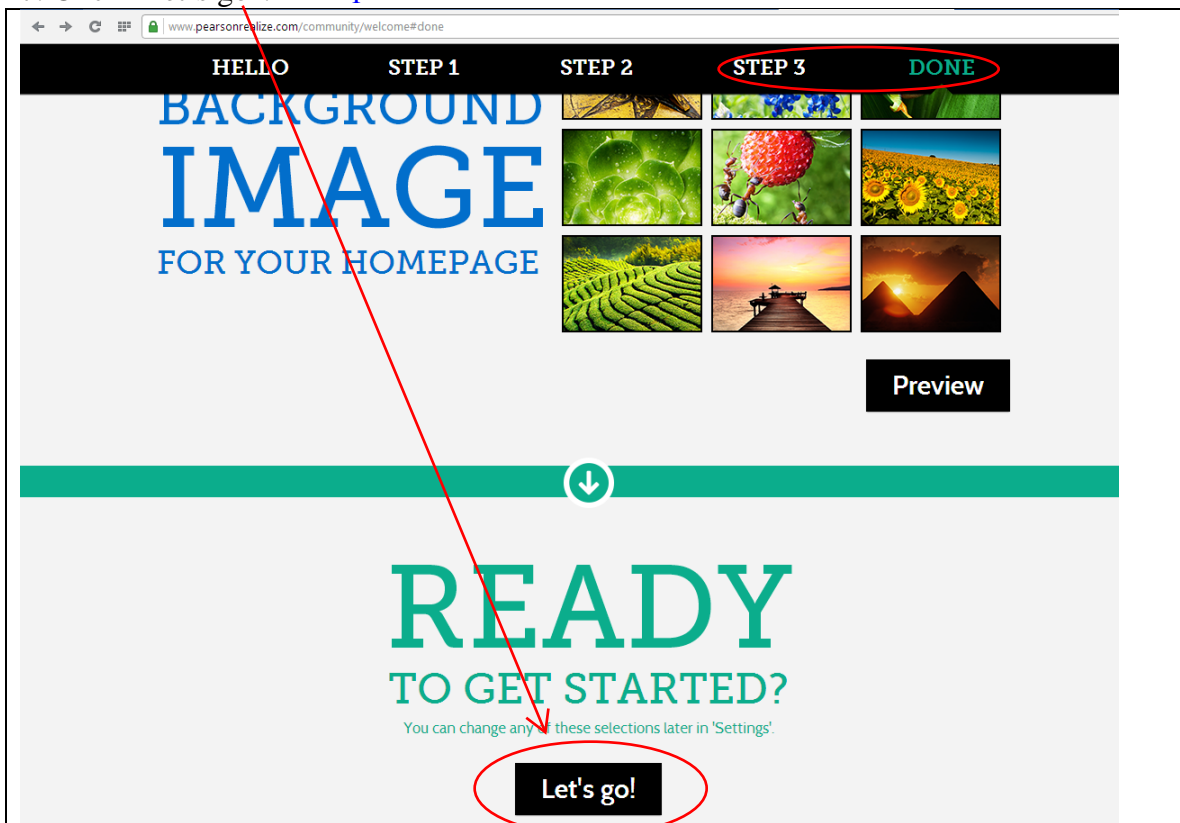 www.pearsonrealize.com/community/welcome#done
HELLO STEP 1 STEP 2 STEP 3 DONE
BACKGROUND
IMAGE
FOR YOUR HOMEPAGE
Preview
READY
TO GET STARTED?
You can change any of these selections later in 'Settings'.
Let's go!